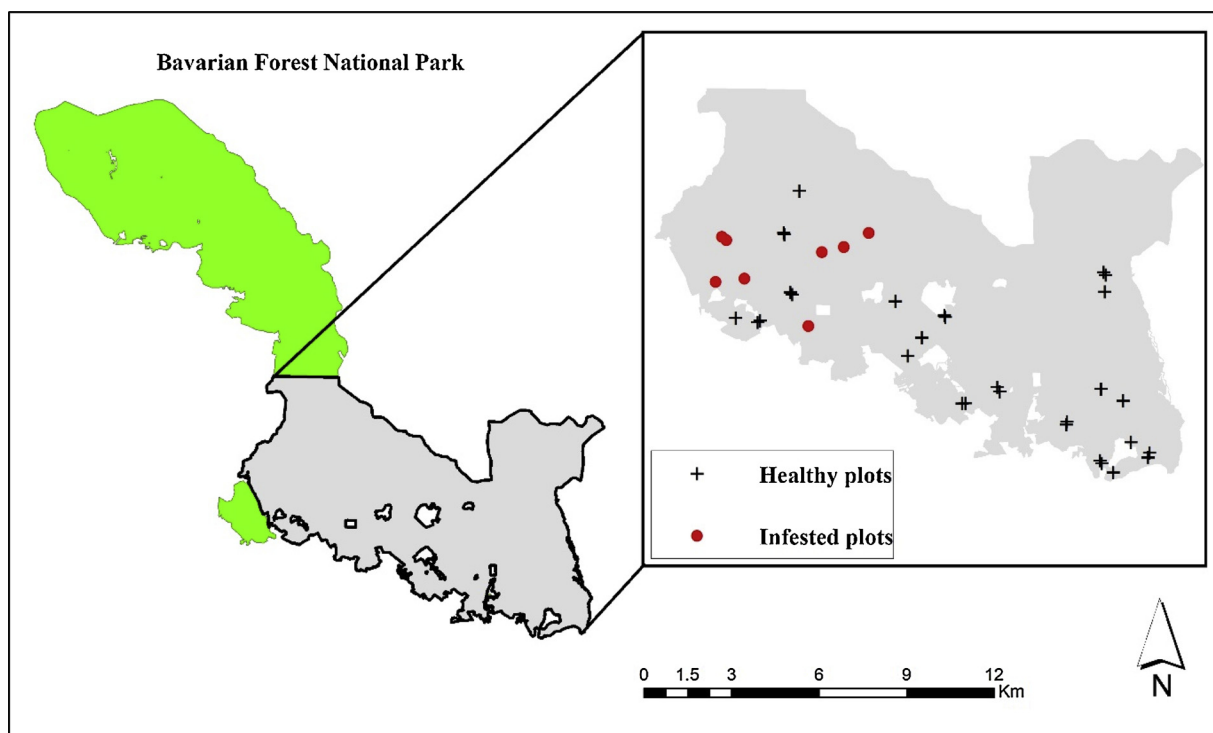 Bavarian Forest National Park
Healthy plots
Infested plots
0 1.5 3 6 9 12
Km
N